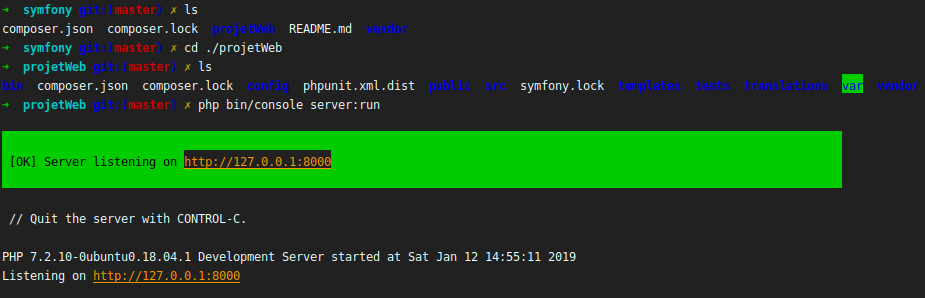 ➜ symfony git:(master) ✗ ls
composer.json composer.lock projetWeb README.md vendor
➜ symfony git:(master) ✗ cd ./projetWeb
➜ projetWeb git:(master) ✗ ls
bin composer.json composer.lock config phpunit.xml.dist public src symfony.lock templates tests translations var vendor
➜ projetWeb git:(master) ✗ php bin/console server:run
[OK] Server listening on http://127.0.0.1:8000
// Quit the server with CONTROL-C.
PHP 7.2.10-0ubuntu0.18.04.1 Development Server started at Sat Jan 12 14:55:11 2019
Listening on http://127.0.0.1:8000